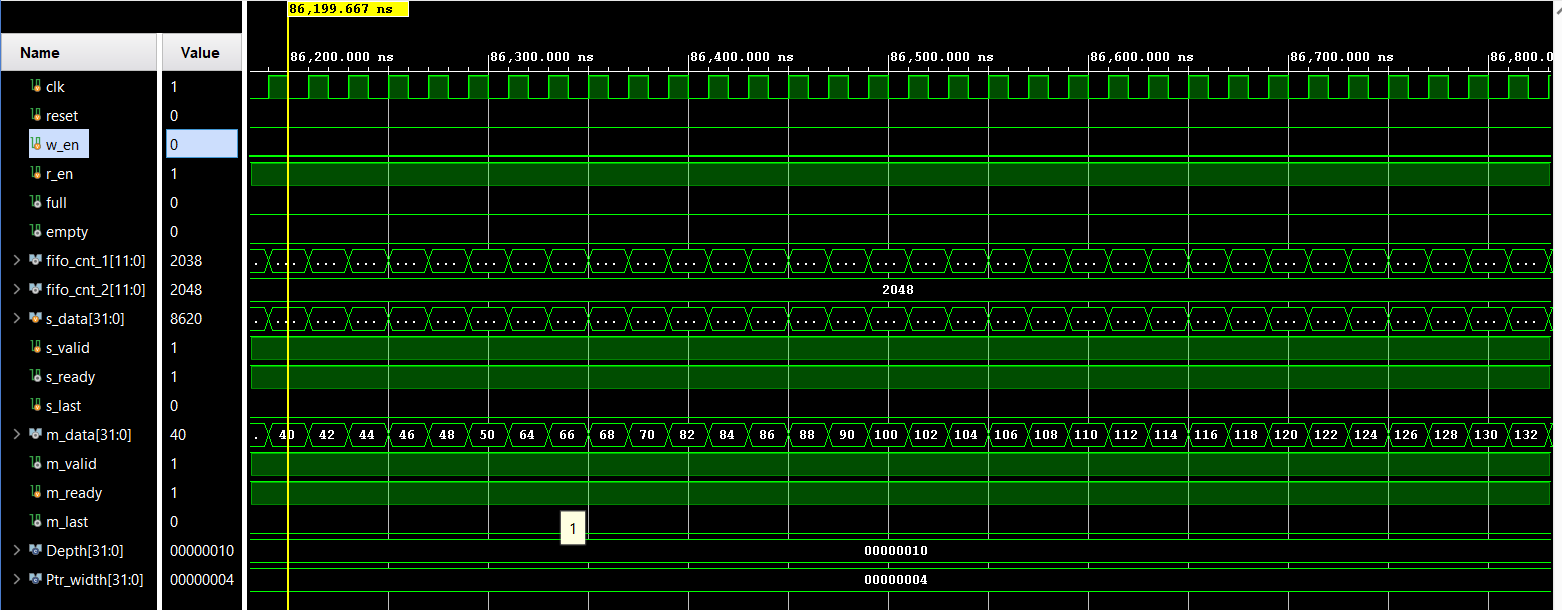 86,199.667 ns
Name Value
86,200.000 ns 86,300.000 ns 86,400.000 ns 86,500.000 ns 86,600.000 ns 86,700.000 ns 86,800.0
clk 1
reset 0
w_en 0
r_en 1
full 0
empty 0
fifo_cnt_1[11:0] 2038 . ... ... ... ... ... ... ... ... ... ... ... ... ... ... ... ... ... ... ... ... ... ... ... ... ... ... ... ... ... ... ... ...
fifo_cnt_2[11:0] 2048 2048
s_data[31:0] 8620 . ... ... ... ... ... ... ... ... ... ... ... ... ... ... ... ... ... ... ... ... ... ... ... ... ... ... ... ... ... ... ... ...
s_valid 1
s_ready 1
s_last 0
m_data[31:0] 40 . 40 42 44 46 48 50 64 66 68 70 82 84 86 88 90 100 102 104 106 108 110 112 114 116 118 120 122 124 126 128 130 132
m_valid 1
m_ready 1
m_last 0
1
Depth[31:0] 00000010 00000010
Ptr_width[31:0] 00000004 00000004